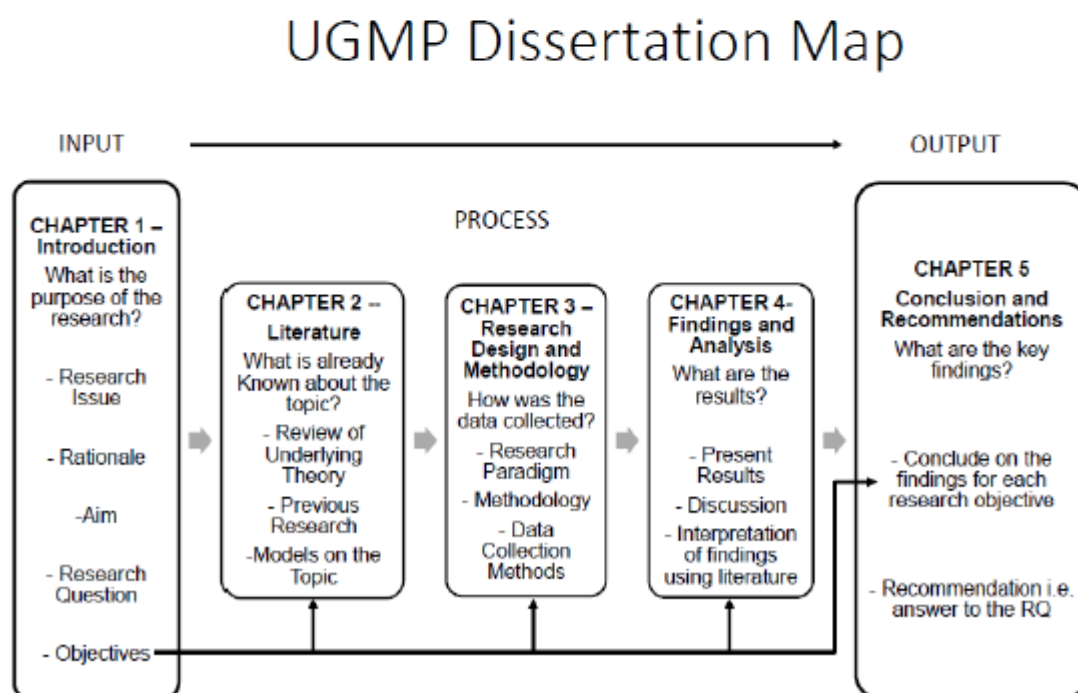 UGMP Dissertation Map
INPUT
OUTPUT
PROCESS
CHAPTER 1 –
Introduction
What is the
purpose of the
research?
- Research
Issue
- Rationale
-Aim
- Research
Question
- Objectives
CHAPTER 2 --
Literature
What is already
Known about the
topic?
- Review of
Underlying
Theory
- Previous
Research
-Models on the
Topic
CHAPTER 3 –
Research
Design and
Methodology
How was the
data collected?
- Research
Paradigm
- Methodology
- Data
Collection
Methods
CHAPTER 4-
Findings and
Analysis
What are the
results?
- Present
Results
- Discussion
- Interpretation
of findings
using literature
CHAPTER 5
Conclusion and
Recommendations
What are the key
findings?
- Conclude on the
findings for each
research objective
- Recommendation i.e.
answer to the RQ